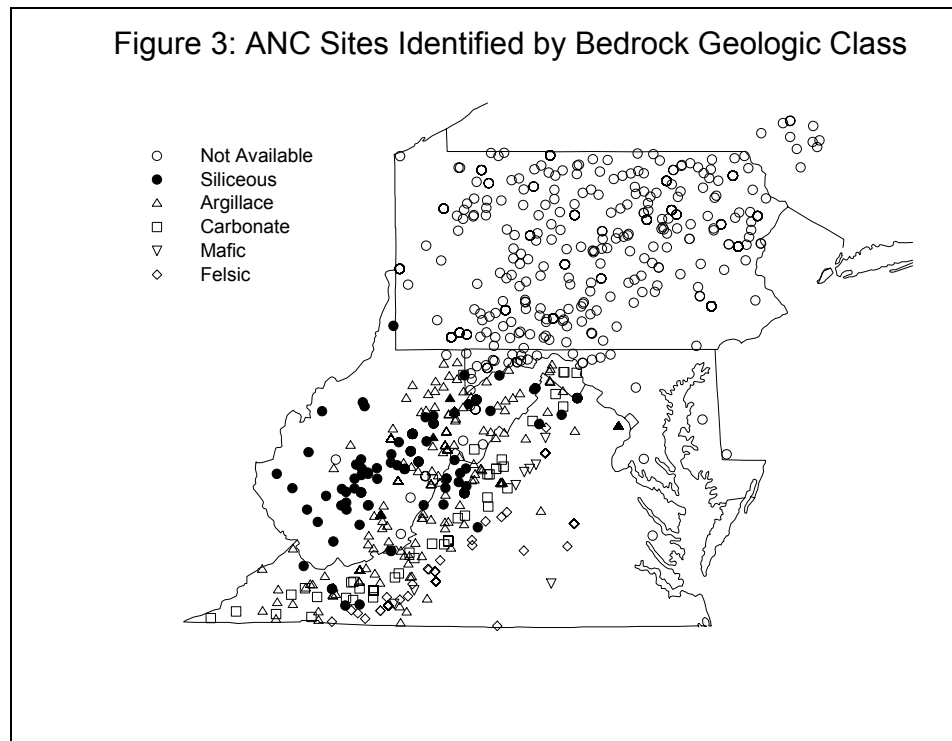 Figure 3: ANC Sites Identified by Bedrock Geologic Class
Not Available
Siliceous
Argillace
Carbonate
Mafic
Felsic